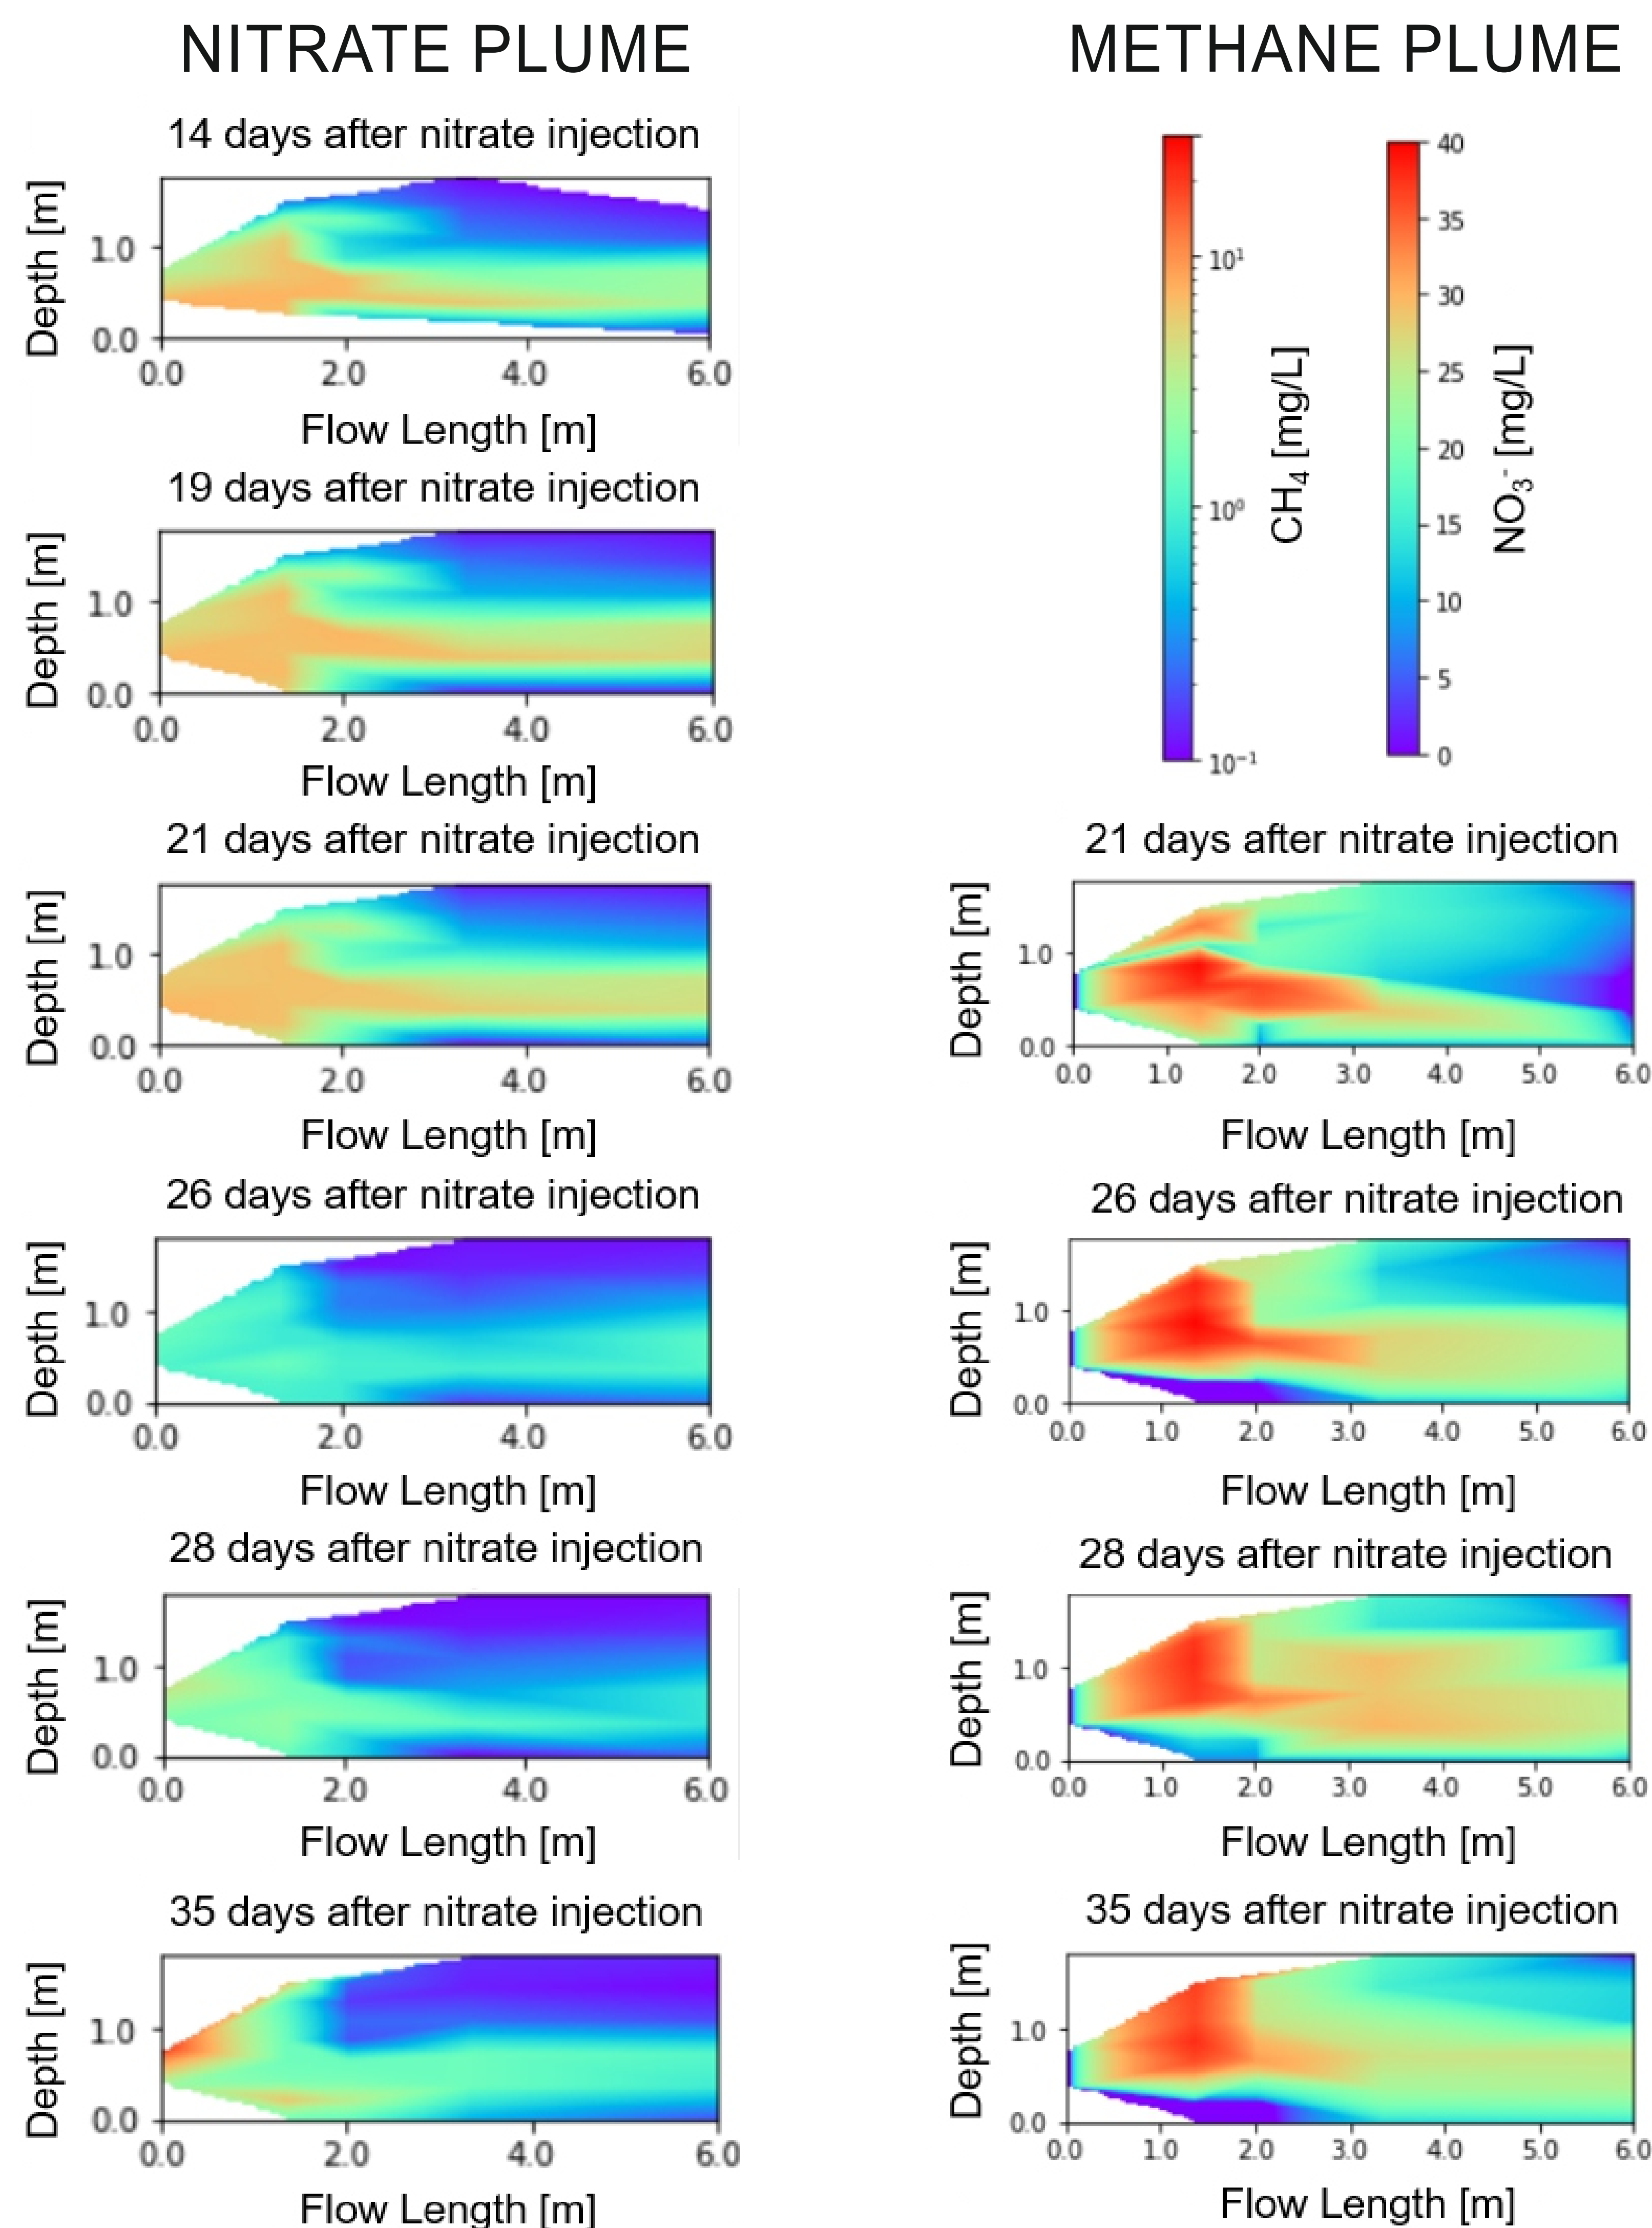 NITRATE PLUME
METHANE PLUME
14 days after nitrate injection
Depth [m]
1.0
0.0
0.0 2.0 4.0 6.0
Flow Length [m]
19 days after nitrate injection
Depth [m]
1.0
0.0
0.0 2.0 4.0 6.0
Flow Length [m]
10¹
10⁰
10⁻¹
CH₄ [mg/L]
40
35
30
25
20
15
10
5
0
NO₃⁻ [mg/L]
21 days after nitrate injection
Depth [m]
1.0
0.0
0.0 2.0 4.0 6.0
Flow Length [m]
21 days after nitrate injection
Depth [m]
1.0
0.0
0.0 1.0 2.0 3.0 4.0 5.0 6.0
Flow Length [m]
26 days after nitrate injection
Depth [m]
1.0
0.0
0.0 2.0 4.0 6.0
Flow Length [m]
26 days after nitrate injection
Depth [m]
1.0
0.0
0.0 1.0 2.0 3.0 4.0 5.0 6.0
Flow Length [m]
28 days after nitrate injection
Depth [m]
1.0
0.0
0.0 2.0 4.0 6.0
Flow Length [m]
28 days after nitrate injection
Depth [m]
1.0
0.0
0.0 1.0 2.0 3.0 4.0 5.0 6.0
Flow Length [m]
35 days after nitrate injection
Depth [m]
1.0
0.0
0.0 2.0 4.0 6.0
Flow Length [m]
35 days after nitrate injection
Depth [m]
1.0
0.0
0.0 1.0 2.0 3.0 4.0 5.0 6.0
Flow Length [m]